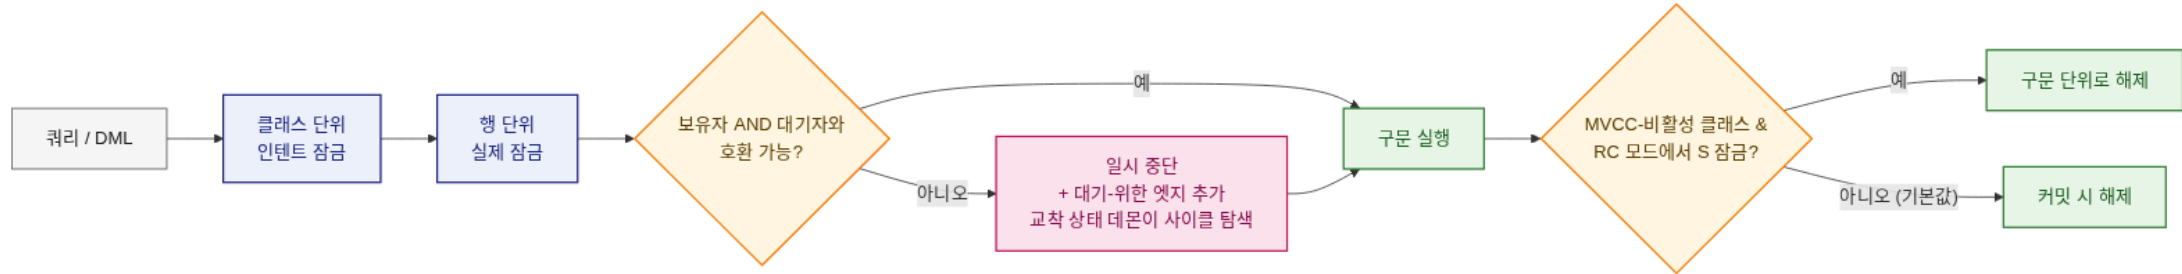 쿼리 / DML
클래스 단위
인텐트 잠금
행 단위
실제 잠금
보유자 AND 대기자와
호환 가능?
예
아니오
일시 중단
+ 대기-위한 엣지 추가
교착 상태 데몬이 사이클 탐색
구문 실행
MVCC-비활성 클래스 &
RC 모드에서 S 잠금?
예
아니오 (기본값)
구문 단위로 해제
커밋 시 해제